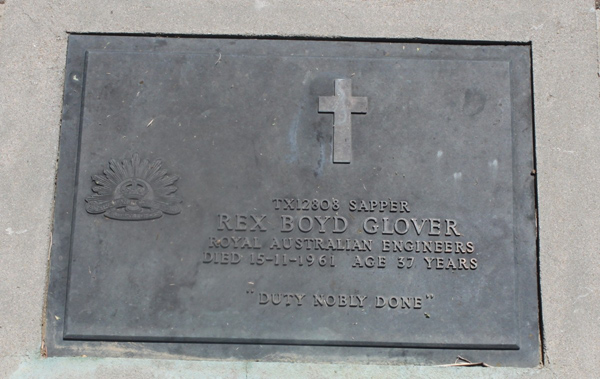 TX12808 SAPPER
REX BOYD GLOVER
ROYAL AUSTRALIAN ENGINEERS
DIED 15-11-1961 AGE 37 YEARS
"DUTY NOBLY DONE"